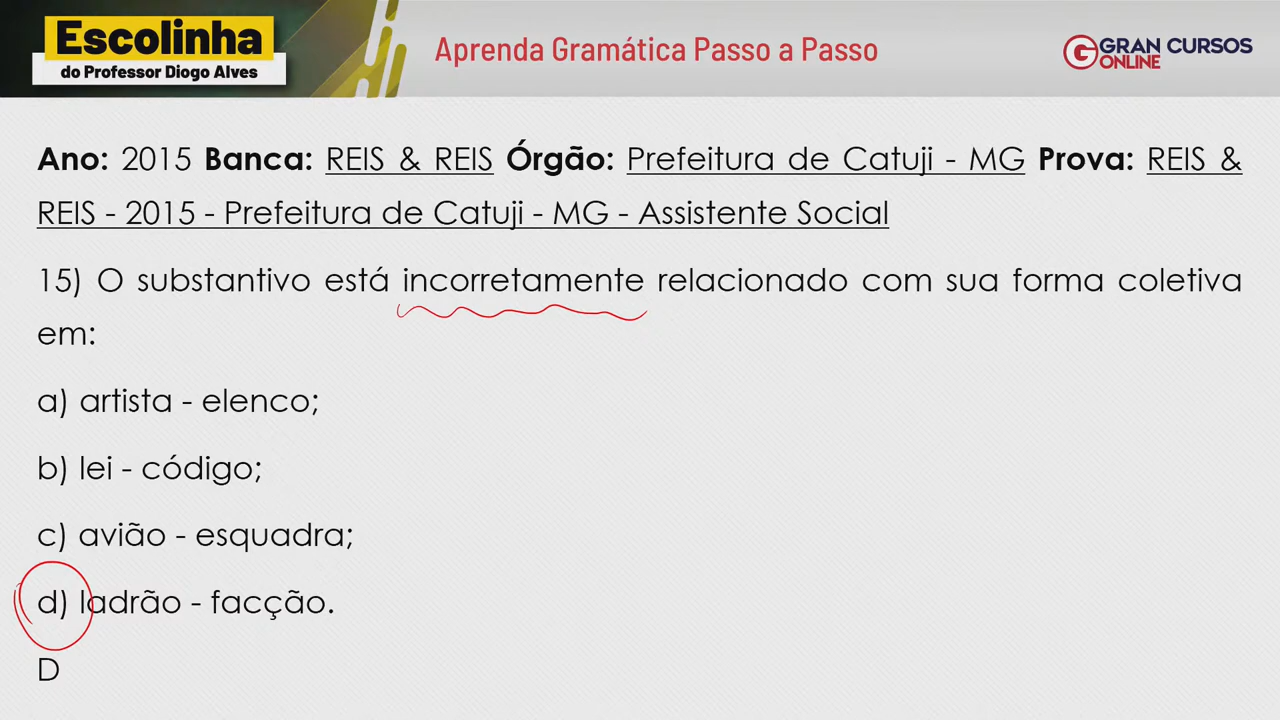 Escolinha
do Professor Diogo Alves
Aprenda Gramática Passo a Passo
GRAN CURSOS
ONLINE
Ano: 2015 Banca: REIS & REIS Órgão: Prefeitura de Catuji - MG Prova: REIS &
REIS - 2015 - Prefeitura de Catuji - MG - Assistente Social
15) O substantivo está incorretamente relacionado com sua forma coletiva
em:
a) artista - elenco;
b) lei - código;
c) avião - esquadra;
d) ladrão - facção.
D